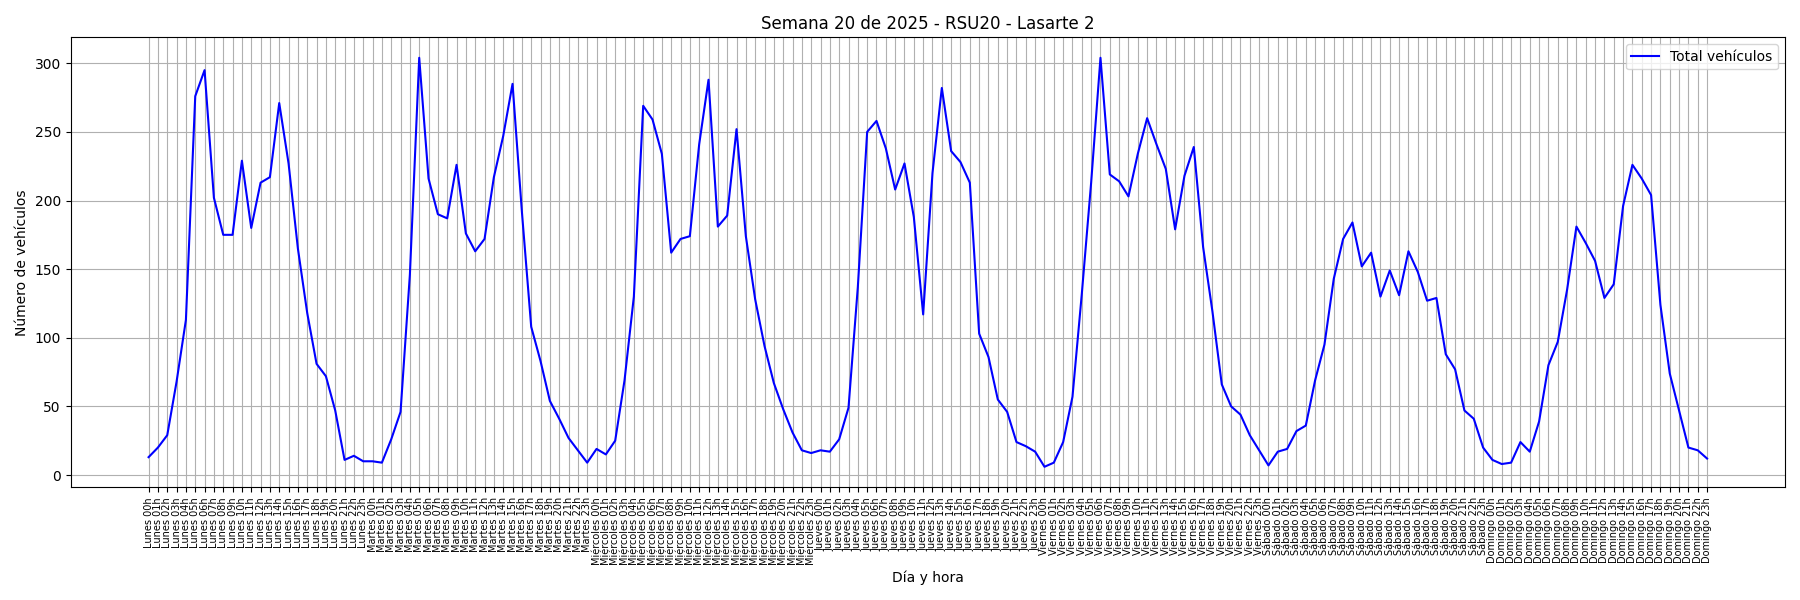 Semana 20 de 2025 - RSU20 - Lasarte 2
Total vehículos
Número de vehículos
300
250
200
150
100
50
0
Lunes 00h
Lunes 01h
Lunes 02h
Lunes 03h
Lunes 04h
Lunes 05h
Lunes 06h
Lunes 07h
Lunes 08h
Lunes 09h
Lunes 10h
Lunes 11h
Lunes 12h
Lunes 13h
Lunes 14h
Lunes 15h
Lunes 16h
Lunes 17h
Lunes 18h
Lunes 19h
Lunes 20h
Lunes 21h
Lunes 22h
Lunes 23h
Martes 00h
Martes 01h
Martes 02h
Martes 03h
Martes 04h
Martes 05h
Martes 06h
Martes 07h
Martes 08h
Martes 09h
Martes 10h
Martes 11h
Martes 12h
Martes 13h
Martes 14h
Martes 15h
Martes 16h
Martes 17h
Martes 18h
Martes 19h
Martes 20h
Martes 21h
Martes 22h
Martes 23h
Miércoles 00h
Miércoles 01h
Miércoles 02h
Miércoles 03h
Miércoles 04h
Miércoles 05h
Miércoles 06h
Miércoles 07h
Miércoles 08h
Miércoles 09h
Miércoles 10h
Miércoles 11h
Miércoles 12h
Miércoles 13h
Miércoles 14h
Miércoles 15h
Miércoles 16h
Miércoles 17h
Miércoles 18h
Miércoles 19h
Miércoles 20h
Miércoles 21h
Miércoles 22h
Miércoles 23h
Jueves 00h
Jueves 01h
Jueves 02h
Jueves 03h
Jueves 04h
Jueves 05h
Jueves 06h
Jueves 07h
Jueves 08h
Jueves 09h
Jueves 10h
Jueves 11h
Jueves 12h
Jueves 13h
Jueves 14h
Jueves 15h
Jueves 16h
Jueves 17h
Jueves 18h
Jueves 19h
Jueves 20h
Jueves 21h
Jueves 22h
Jueves 23h
Viernes 00h
Viernes 01h
Viernes 02h
Viernes 03h
Viernes 04h
Viernes 05h
Viernes 06h
Viernes 07h
Viernes 08h
Viernes 09h
Viernes 10h
Viernes 11h
Viernes 12h
Viernes 13h
Viernes 14h
Viernes 15h
Viernes 16h
Viernes 17h
Viernes 18h
Viernes 19h
Viernes 20h
Viernes 21h
Viernes 22h
Viernes 23h
Sábado 00h
Sábado 01h
Sábado 02h
Sábado 03h
Sábado 04h
Sábado 05h
Sábado 06h
Sábado 07h
Sábado 08h
Sábado 09h
Sábado 10h
Sábado 11h
Sábado 12h
Sábado 13h
Sábado 14h
Sábado 15h
Sábado 16h
Sábado 17h
Sábado 18h
Sábado 19h
Sábado 20h
Sábado 21h
Sábado 22h
Sábado 23h
Domingo 00h
Domingo 01h
Domingo 02h
Domingo 03h
Domingo 04h
Domingo 05h
Domingo 06h
Domingo 07h
Domingo 08h
Domingo 09h
Domingo 10h
Domingo 11h
Domingo 12h
Domingo 13h
Domingo 14h
Domingo 15h
Domingo 16h
Domingo 17h
Domingo 18h
Domingo 19h
Domingo 20h
Domingo 21h
Domingo 22h
Domingo 23h
Día y hora